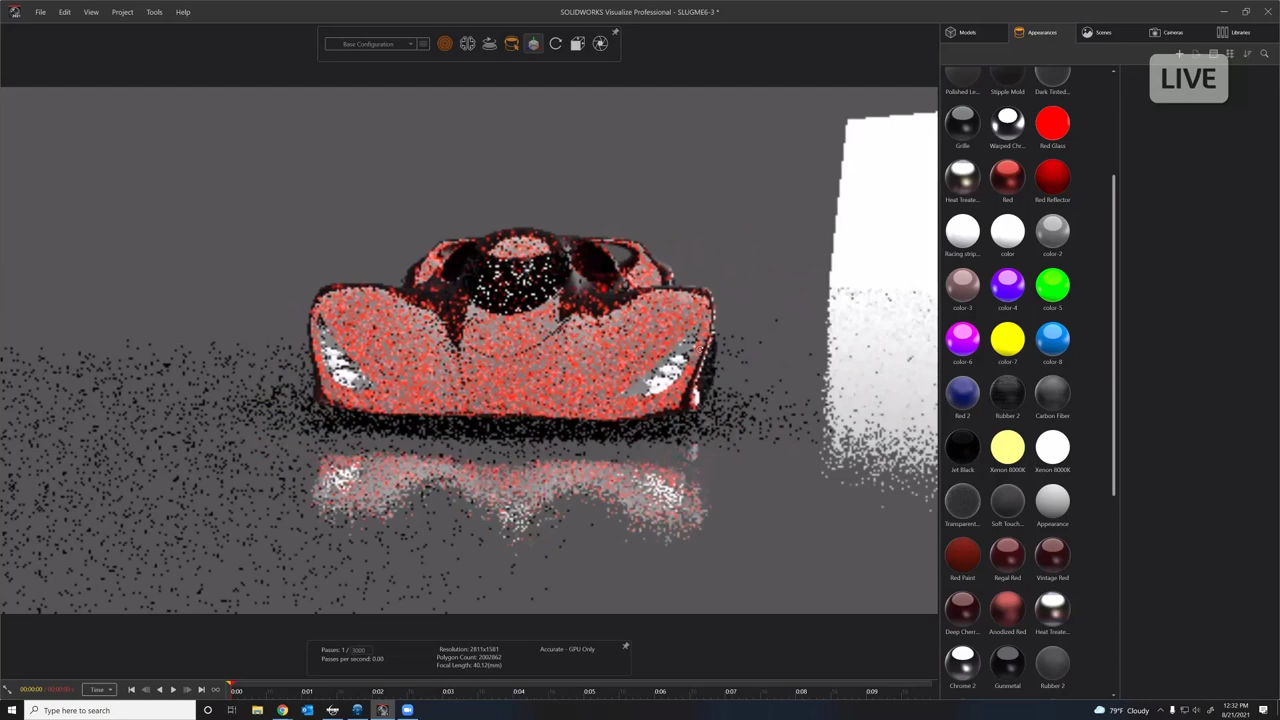 File Edit View Project Tools Help
SOLIDWORKS Visualize Professional - SLUGME6-3 *
Base Configuration
Models Appearances Scenes Cameras Libraries
LIVE
Polished Le... Stipple Mold Dark Tinted...
Grille Warped Chr... Red Glass
Heat Treate... Red Red Reflector
Racing strip... color color-2
color-3 color-4 color-5
color-6 color-7 color-8
Red 2 Rubber 2 Carbon Fiber
Jet Black Xenon 8000K Xenon 8000K
Transparent... Soft Touch... Appearance
Red Paint Regal Red Vintage Red
Deep Cherr... Anodized Red Heat Treate...
Chrome 2 Gunmetal Rubber 2
Passes: 1 / 3000
Passes per second: 0.00
Resolution: 2811x1581
Polygon Count: 2002862
Focal Length: 40.12(mm)
Accurate - GPU Only
00:00:00 / 00:00:00 s
Time
0:00 0:01 0:02 0:03 0:04 0:05 0:06 0:07 0:08 0:09
Type here to search
79°F Cloudy
12:32 PM
8/21/2021